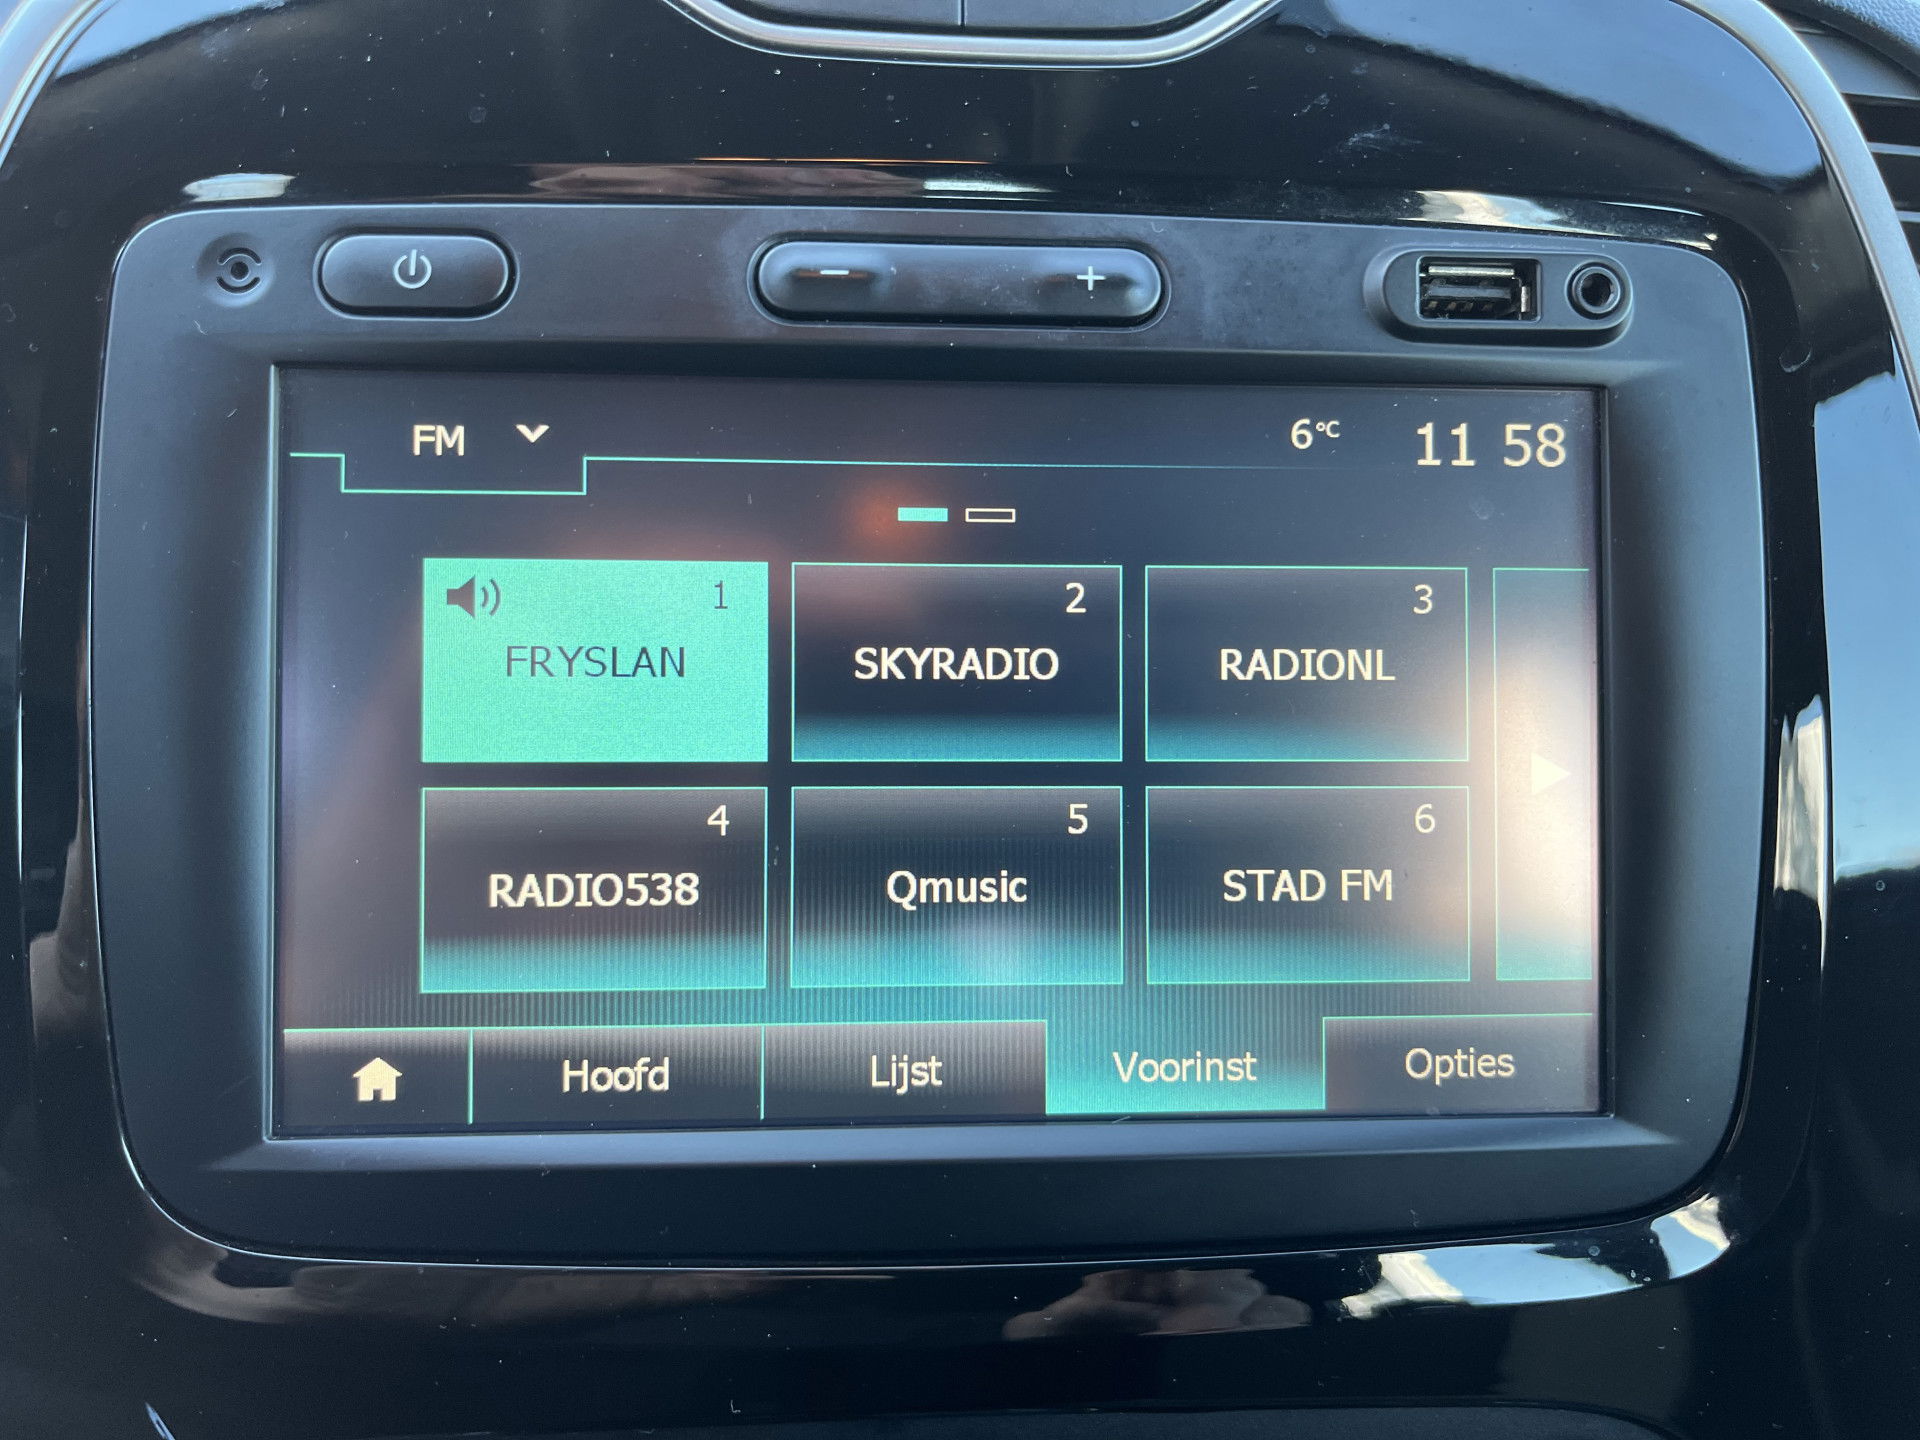 FM 6°C 11 58
1 2 3
FRYSLAN SKYRADIO RADIONL
4 5 6
RADIO538 Qmusic STAD FM
Hoofd Lijst Voorinst Opties